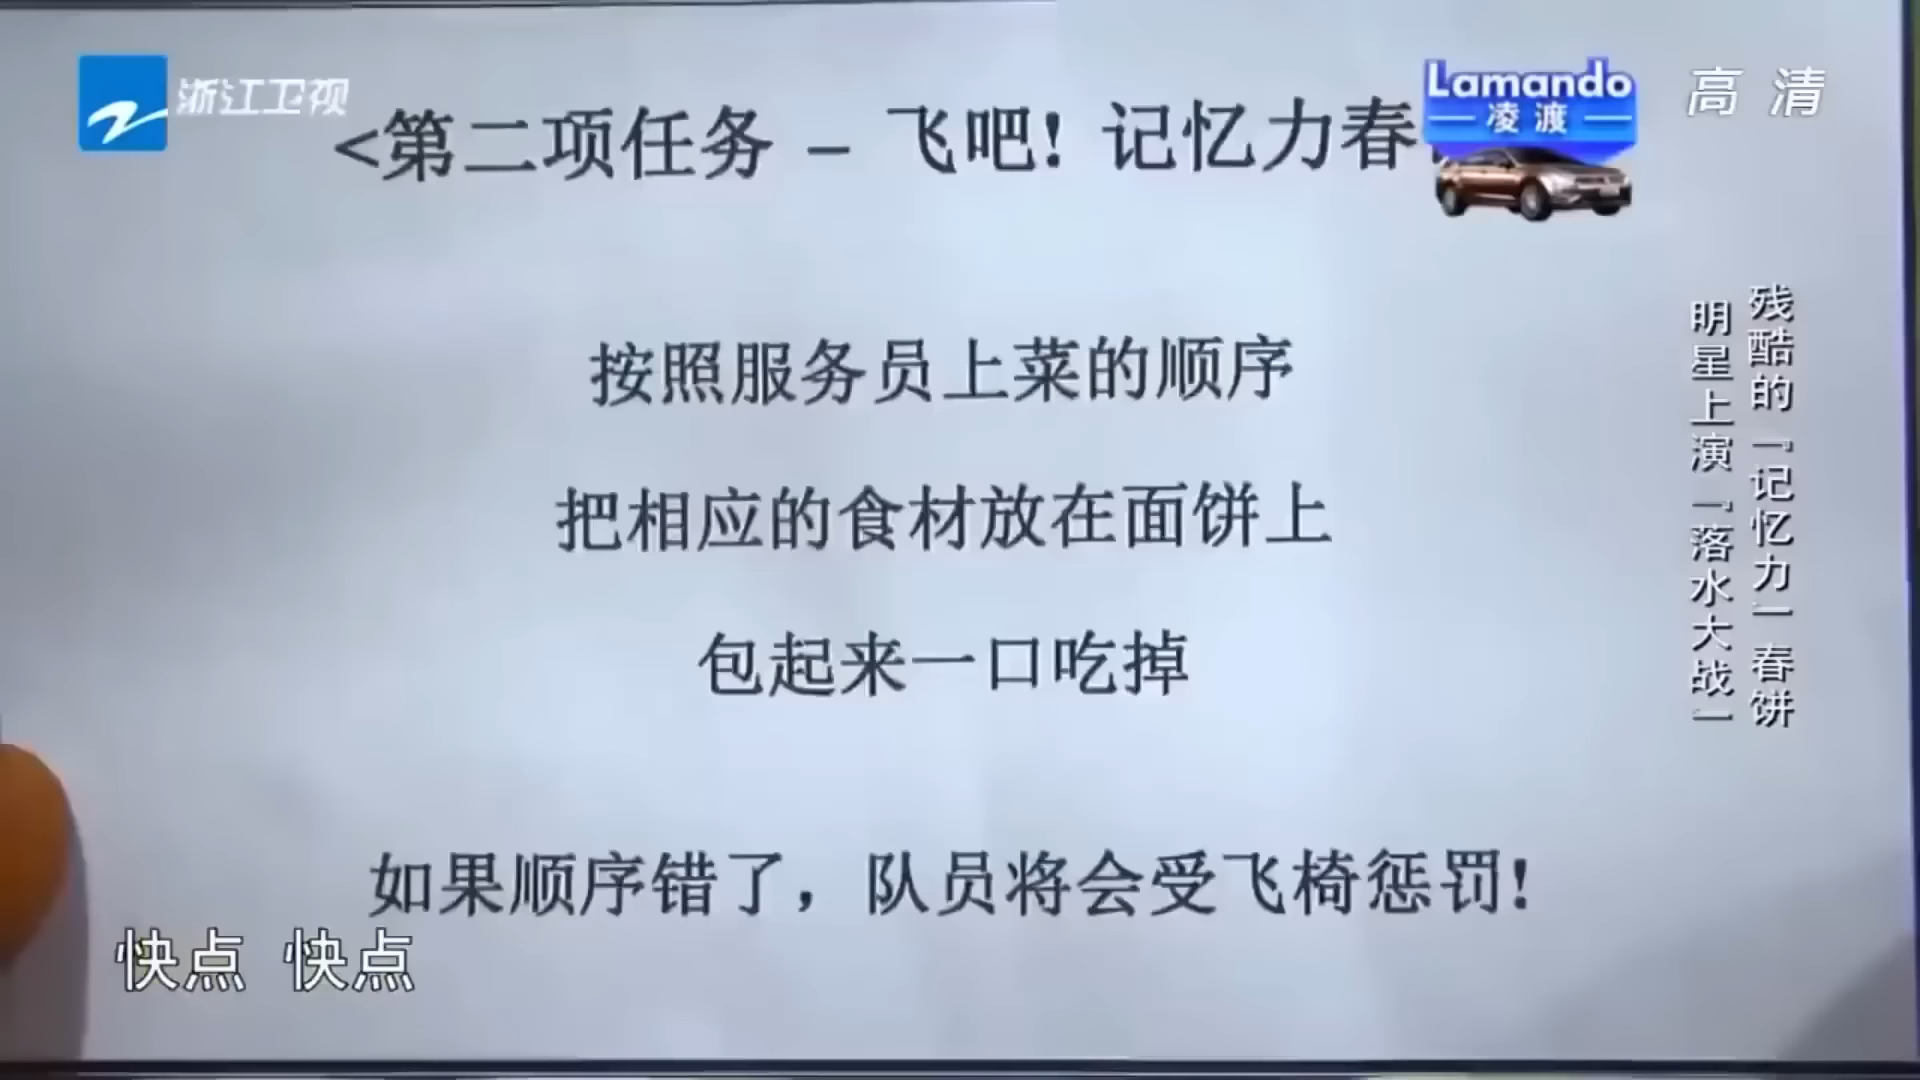 浙江卫视
Lamando
凌渡
高清
<第二项任务 - 飞吧! 记忆力春
按照服务员上菜的顺序
把相应的食材放在面饼上
包起来一口吃掉
如果顺序错了，队员将会受飞椅惩罚!
残酷的「记忆力」春饼
明星上演「落水大战」
快点 快点